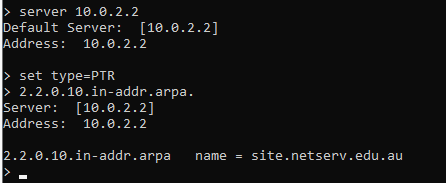 > server 10.0.2.2
Default Server:  [10.0.2.2]
Address:  10.0.2.2
> set type=PTR
> 2.2.0.10.in-addr.arpa.
Server:  [10.0.2.2]
Address:  10.0.2.2
2.2.0.10.in-addr.arpa   name = site.netserv.edu.au
> _